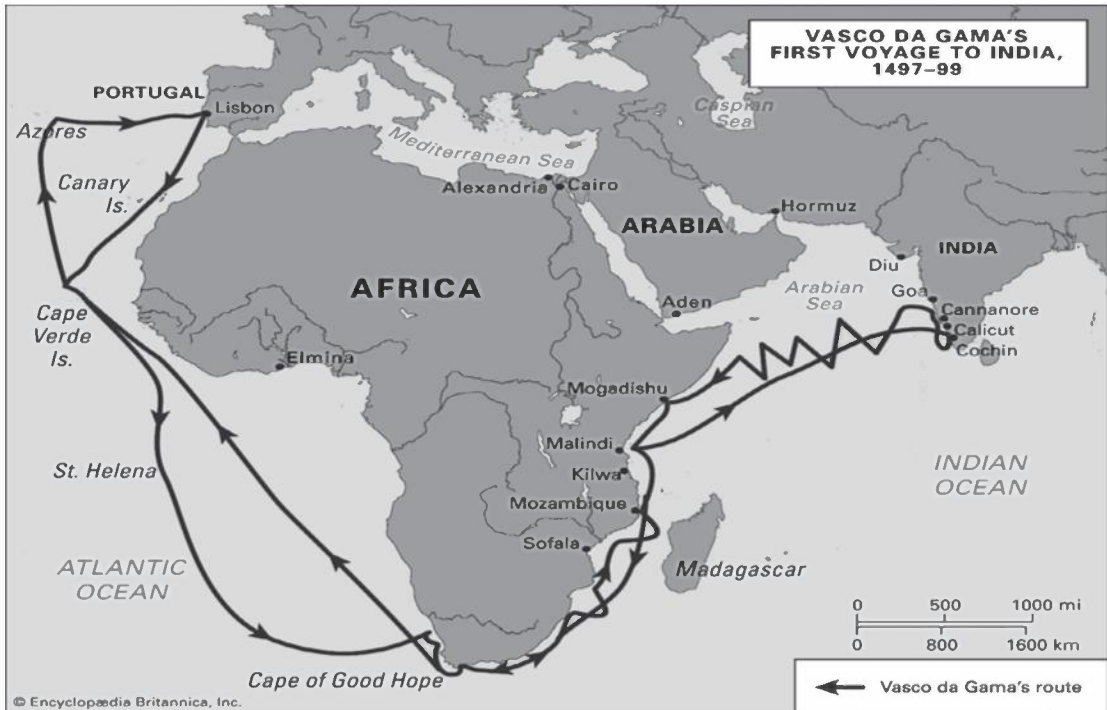 VASCO DA GAMA'S
FIRST VOYAGE TO INDIA,
1497–99
PORTUGAL
Lisbon
Azores
Caspian
Sea
Mediterranean Sea
Canary
Is.
Alexandria
Cairo
Hormuz
ARABIA
INDIA
Diu
AFRICA
Arabian
Sea
Goa
Aden
Cannanore
Calicut
Cochin
Cape
Verde
Is.
Elmina
Mogadishu
Malindi
St. Helena
Kilwa
INDIAN
OCEAN
Mozambique
Sofala
Madagascar
ATLANTIC
OCEAN
0 500 1000 mi
0 800 1600 km
Cape of Good Hope
Vasco da Gama's route
© Encyclopædia Britannica, Inc.